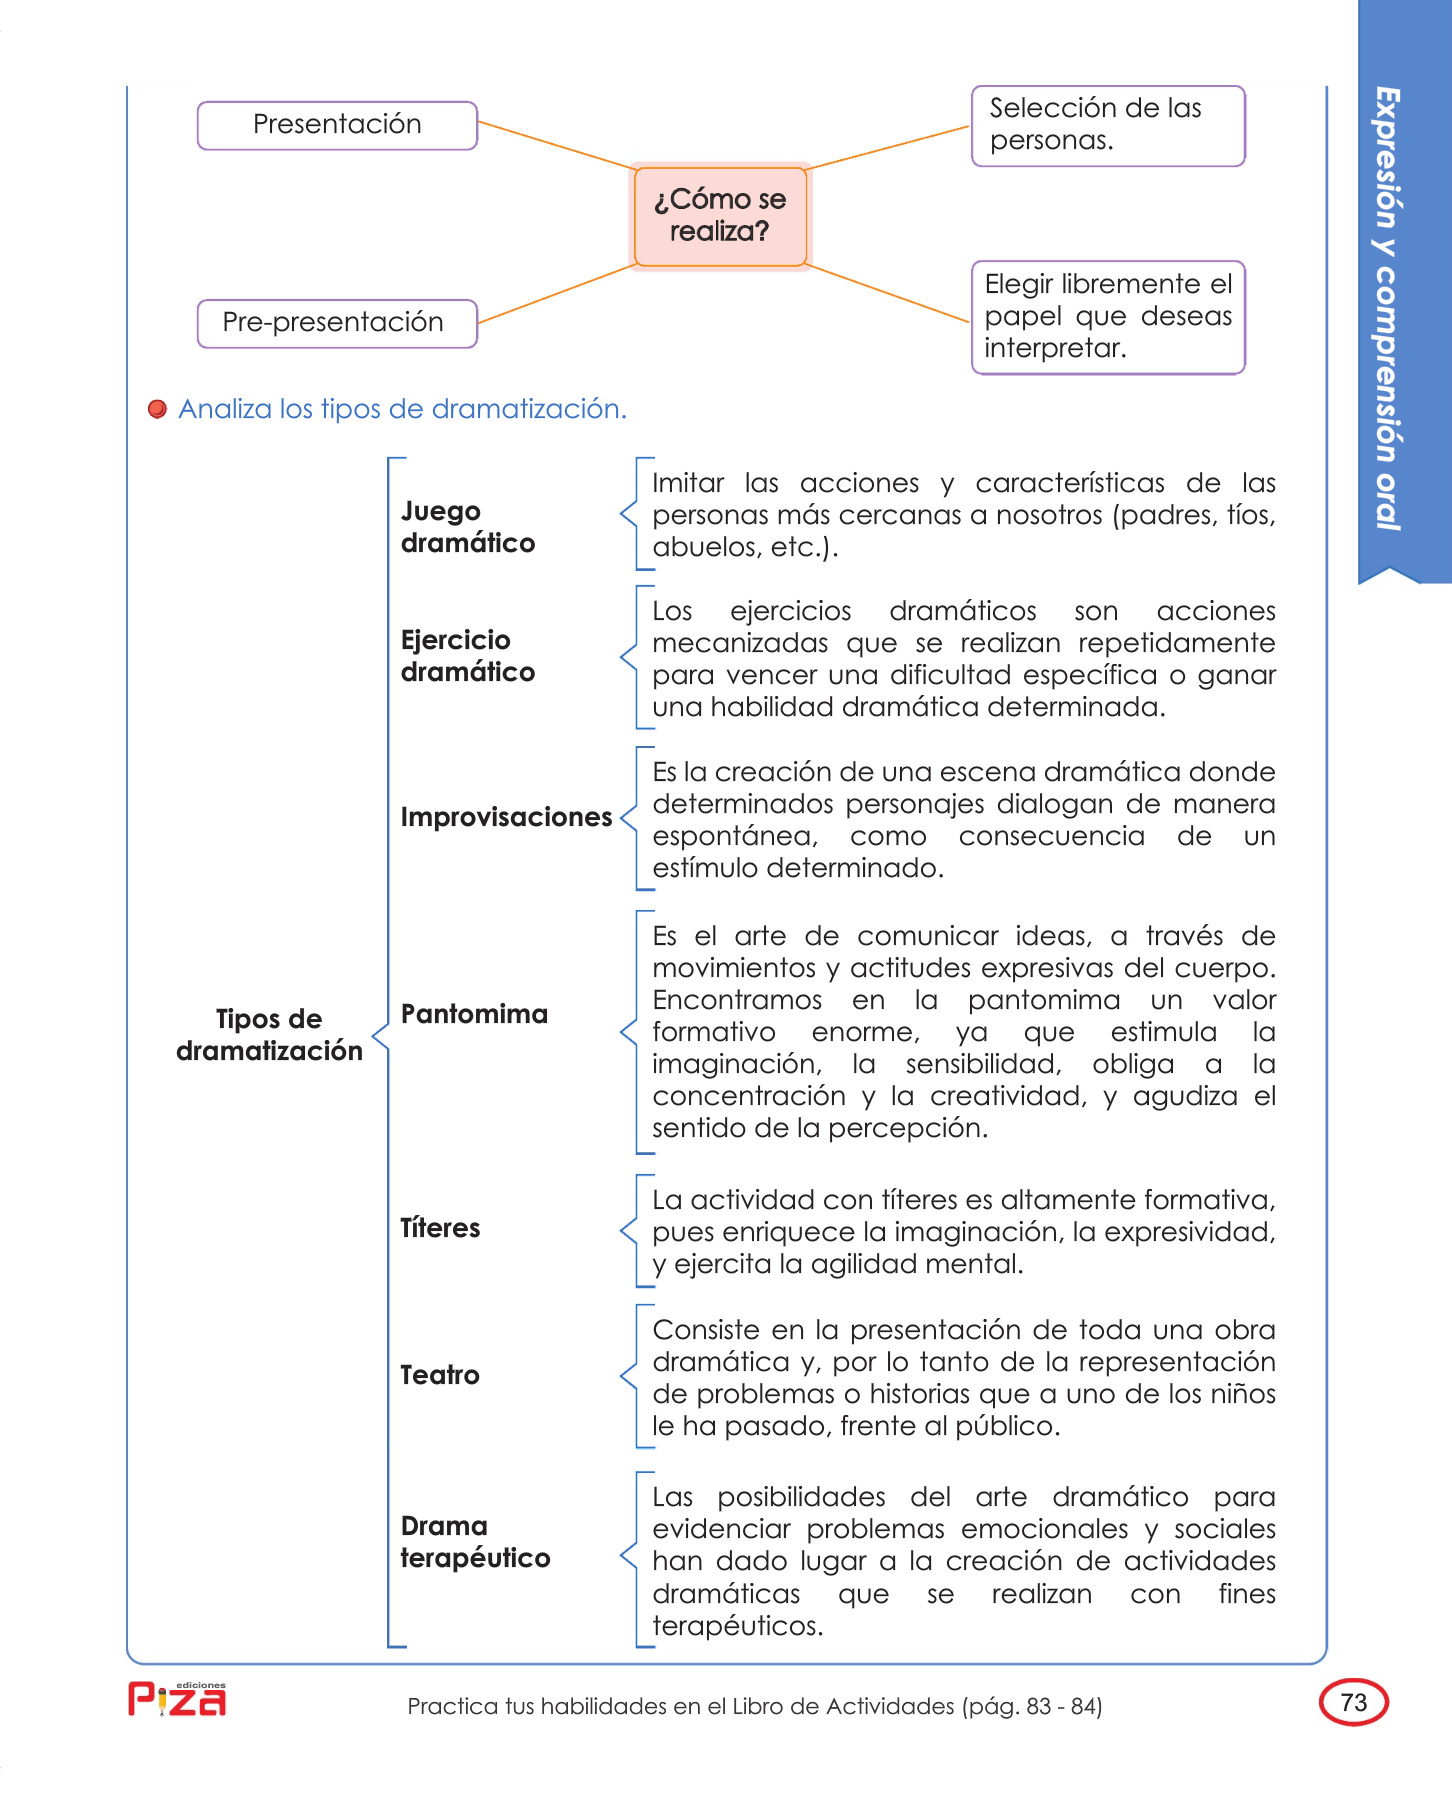 Presentación
Selección de las
personas.
¿Cómo se
realiza?
Pre-presentación
Elegir libremente el
papel que deseas
interpretar.
Analiza los tipos de dramatización.
Tipos de
dramatización
Juego
dramático
Imitar las acciones y características de las
personas más cercanas a nosotros (padres, tíos,
abuelos, etc.).
Ejercicio
dramático
Los ejercicios dramáticos son acciones
mecanizadas que se realizan repetidamente
para vencer una dificultad específica o ganar
una habilidad dramática determinada.
Improvisaciones
Es la creación de una escena dramática donde
determinados personajes dialogan de manera
espontánea, como consecuencia de un
estímulo determinado.
Pantomima
Es el arte de comunicar ideas, a través de
movimientos y actitudes expresivas del cuerpo.
Encontramos en la pantomima un valor
formativo enorme, ya que estimula la
imaginación, la sensibilidad, obliga a la
concentración y la creatividad, y agudiza el
sentido de la percepción.
Títeres
La actividad con títeres es altamente formativa,
pues enriquece la imaginación, la expresividad,
y ejercita la agilidad mental.
Teatro
Consiste en la presentación de toda una obra
dramática y, por lo tanto de la representación
de problemas o historias que a uno de los niños
le ha pasado, frente al público.
Drama
terapéutico
Las posibilidades del arte dramático para
evidenciar problemas emocionales y sociales
han dado lugar a la creación de actividades
dramáticas que se realizan con fines
terapéuticos.
Expresión y comprensión oral
ediciones
Piza
Practica tus habilidades en el Libro de Actividades (pág. 83 - 84)
73